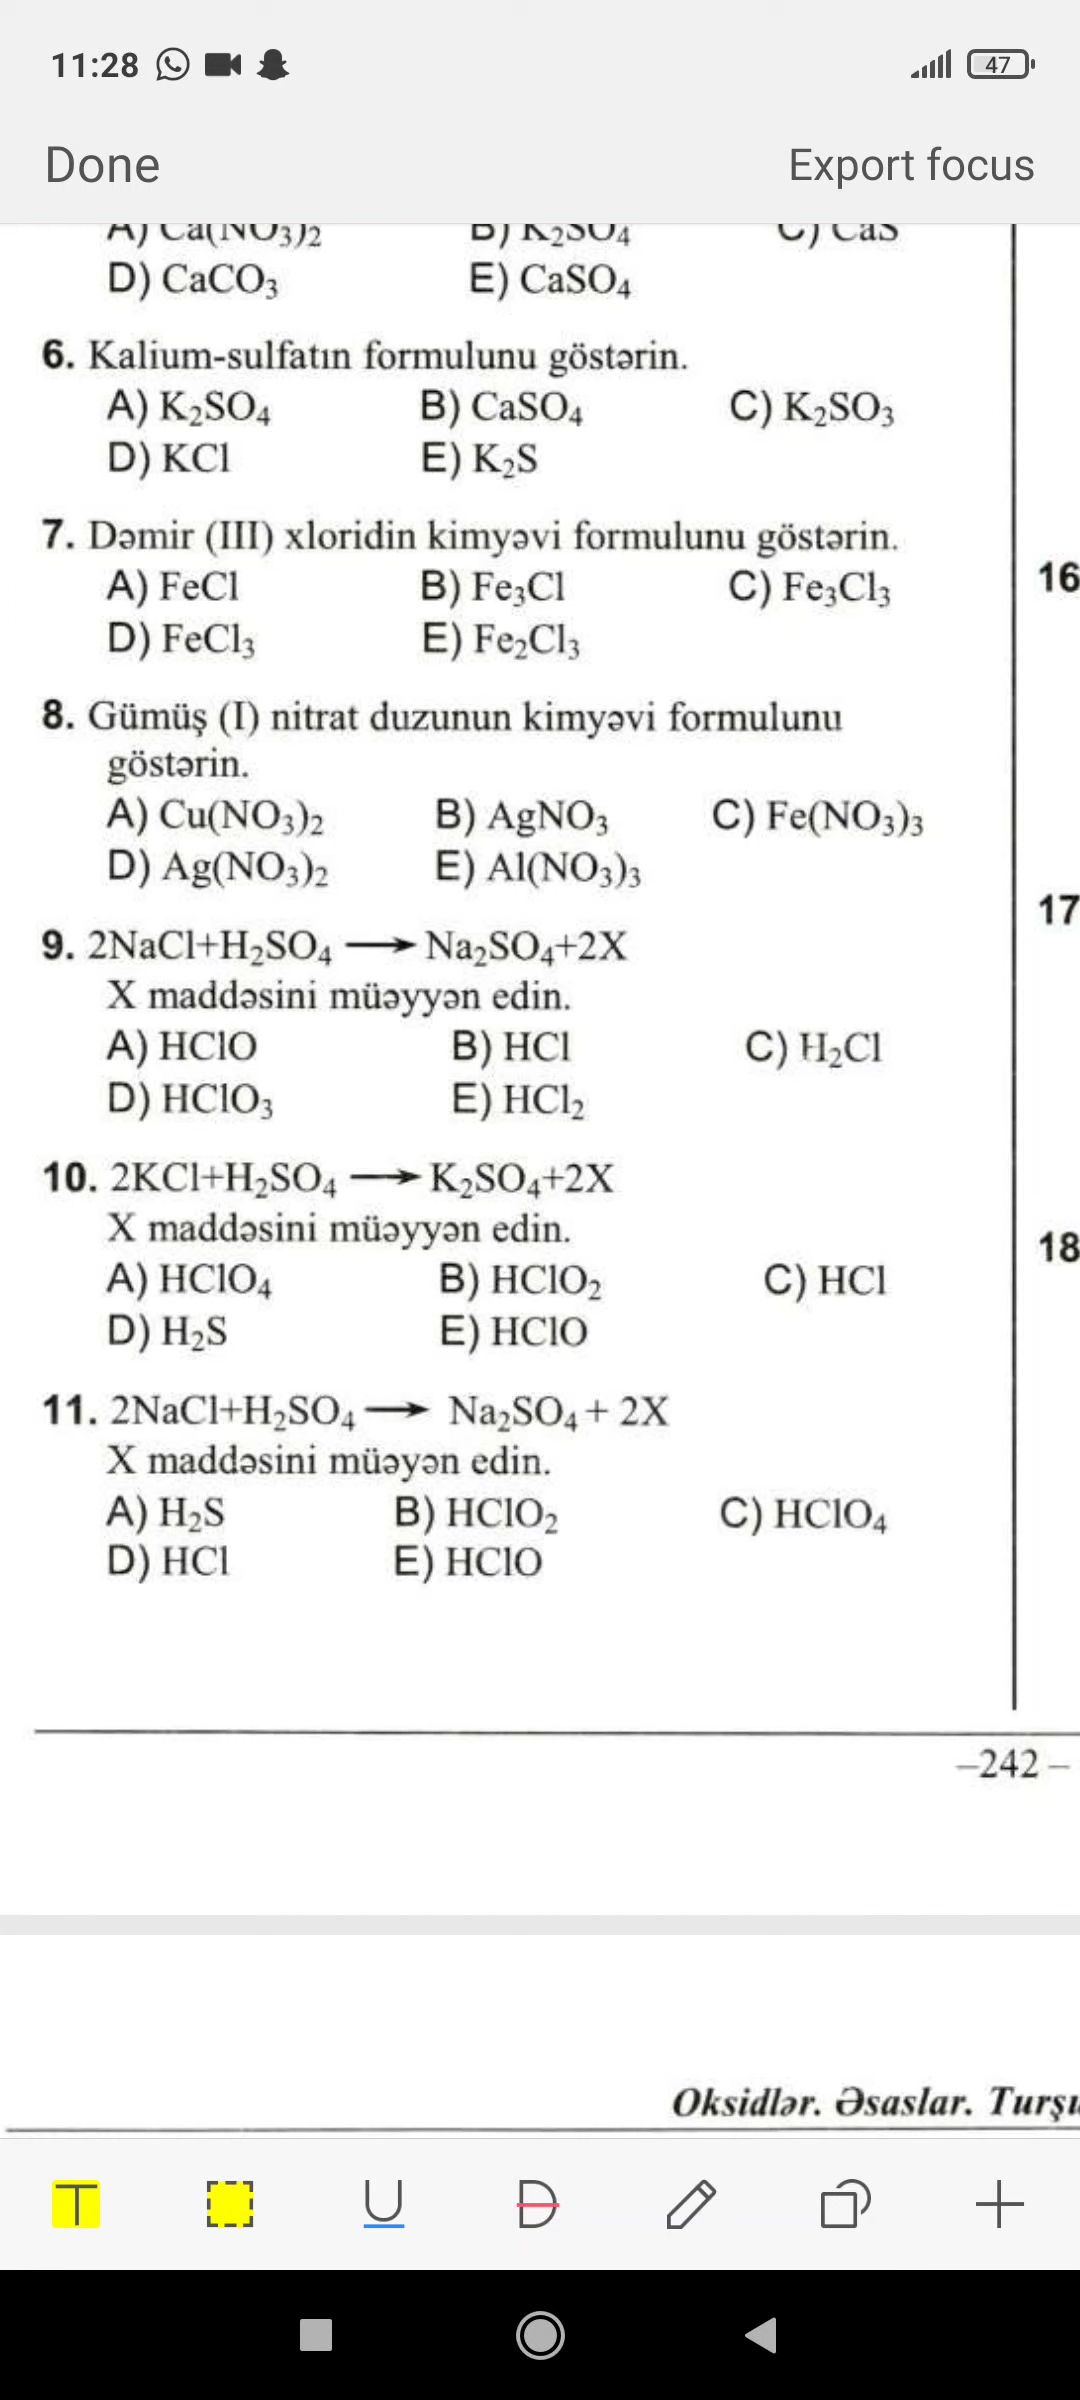 11:28
47
Done
Export focus
A) Ca(NO₃)₂ B) K₂SO₄ C) CaS
D) CaCO₃ E) CaSO₄
6. Kalium-sulfatın formulunu göstərin.
A) K₂SO₄ B) CaSO₄ C) K₂SO₃
D) KCl E) K₂S
7. Dəmir (III) xloridin kimyəvi formulunu göstərin.
A) FeCl B) Fe₃Cl C) Fe₃Cl₃
D) FeCl₃ E) Fe₂Cl₃
8. Gümüş (I) nitrat duzunun kimyəvi formulunu
göstərin.
A) Cu(NO₃)₂ B) AgNO₃ C) Fe(NO₃)₃
D) Ag(NO₃)₂ E) Al(NO₃)₃
9. 2NaCl+H₂SO₄ ⟶ Na₂SO₄+2X
X maddəsini müəyyən edin.
A) HClO B) HCl C) H₂Cl
D) HClO₃ E) HCl₂
10. 2KCl+H₂SO₄ ⟶ K₂SO₄+2X
X maddəsini müəyyən edin.
A) HClO₄ B) HClO₂ C) HCl
D) H₂S E) HClO
11. 2NaCl+H₂SO₄ ⟶ Na₂SO₄ + 2X
X maddəsini müəyən edin.
A) H₂S B) HClO₂ C) HClO₄
D) HCl E) HClO
16
17
18
–242–
Oksidlər. Əsaslar.